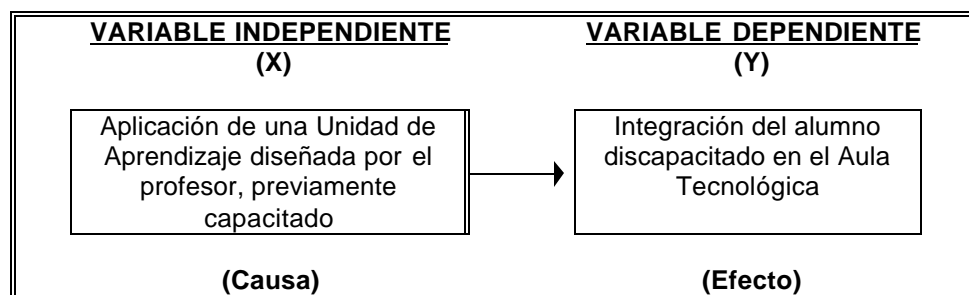 VARIABLE INDEPENDIENTE
(X)
Aplicación de una Unidad de
Aprendizaje diseñada por el
profesor, previamente
capacitado
(Causa)
VARIABLE DEPENDIENTE
(Y)
Integración del alumno
discapacitado en el Aula
Tecnológica
(Efecto)